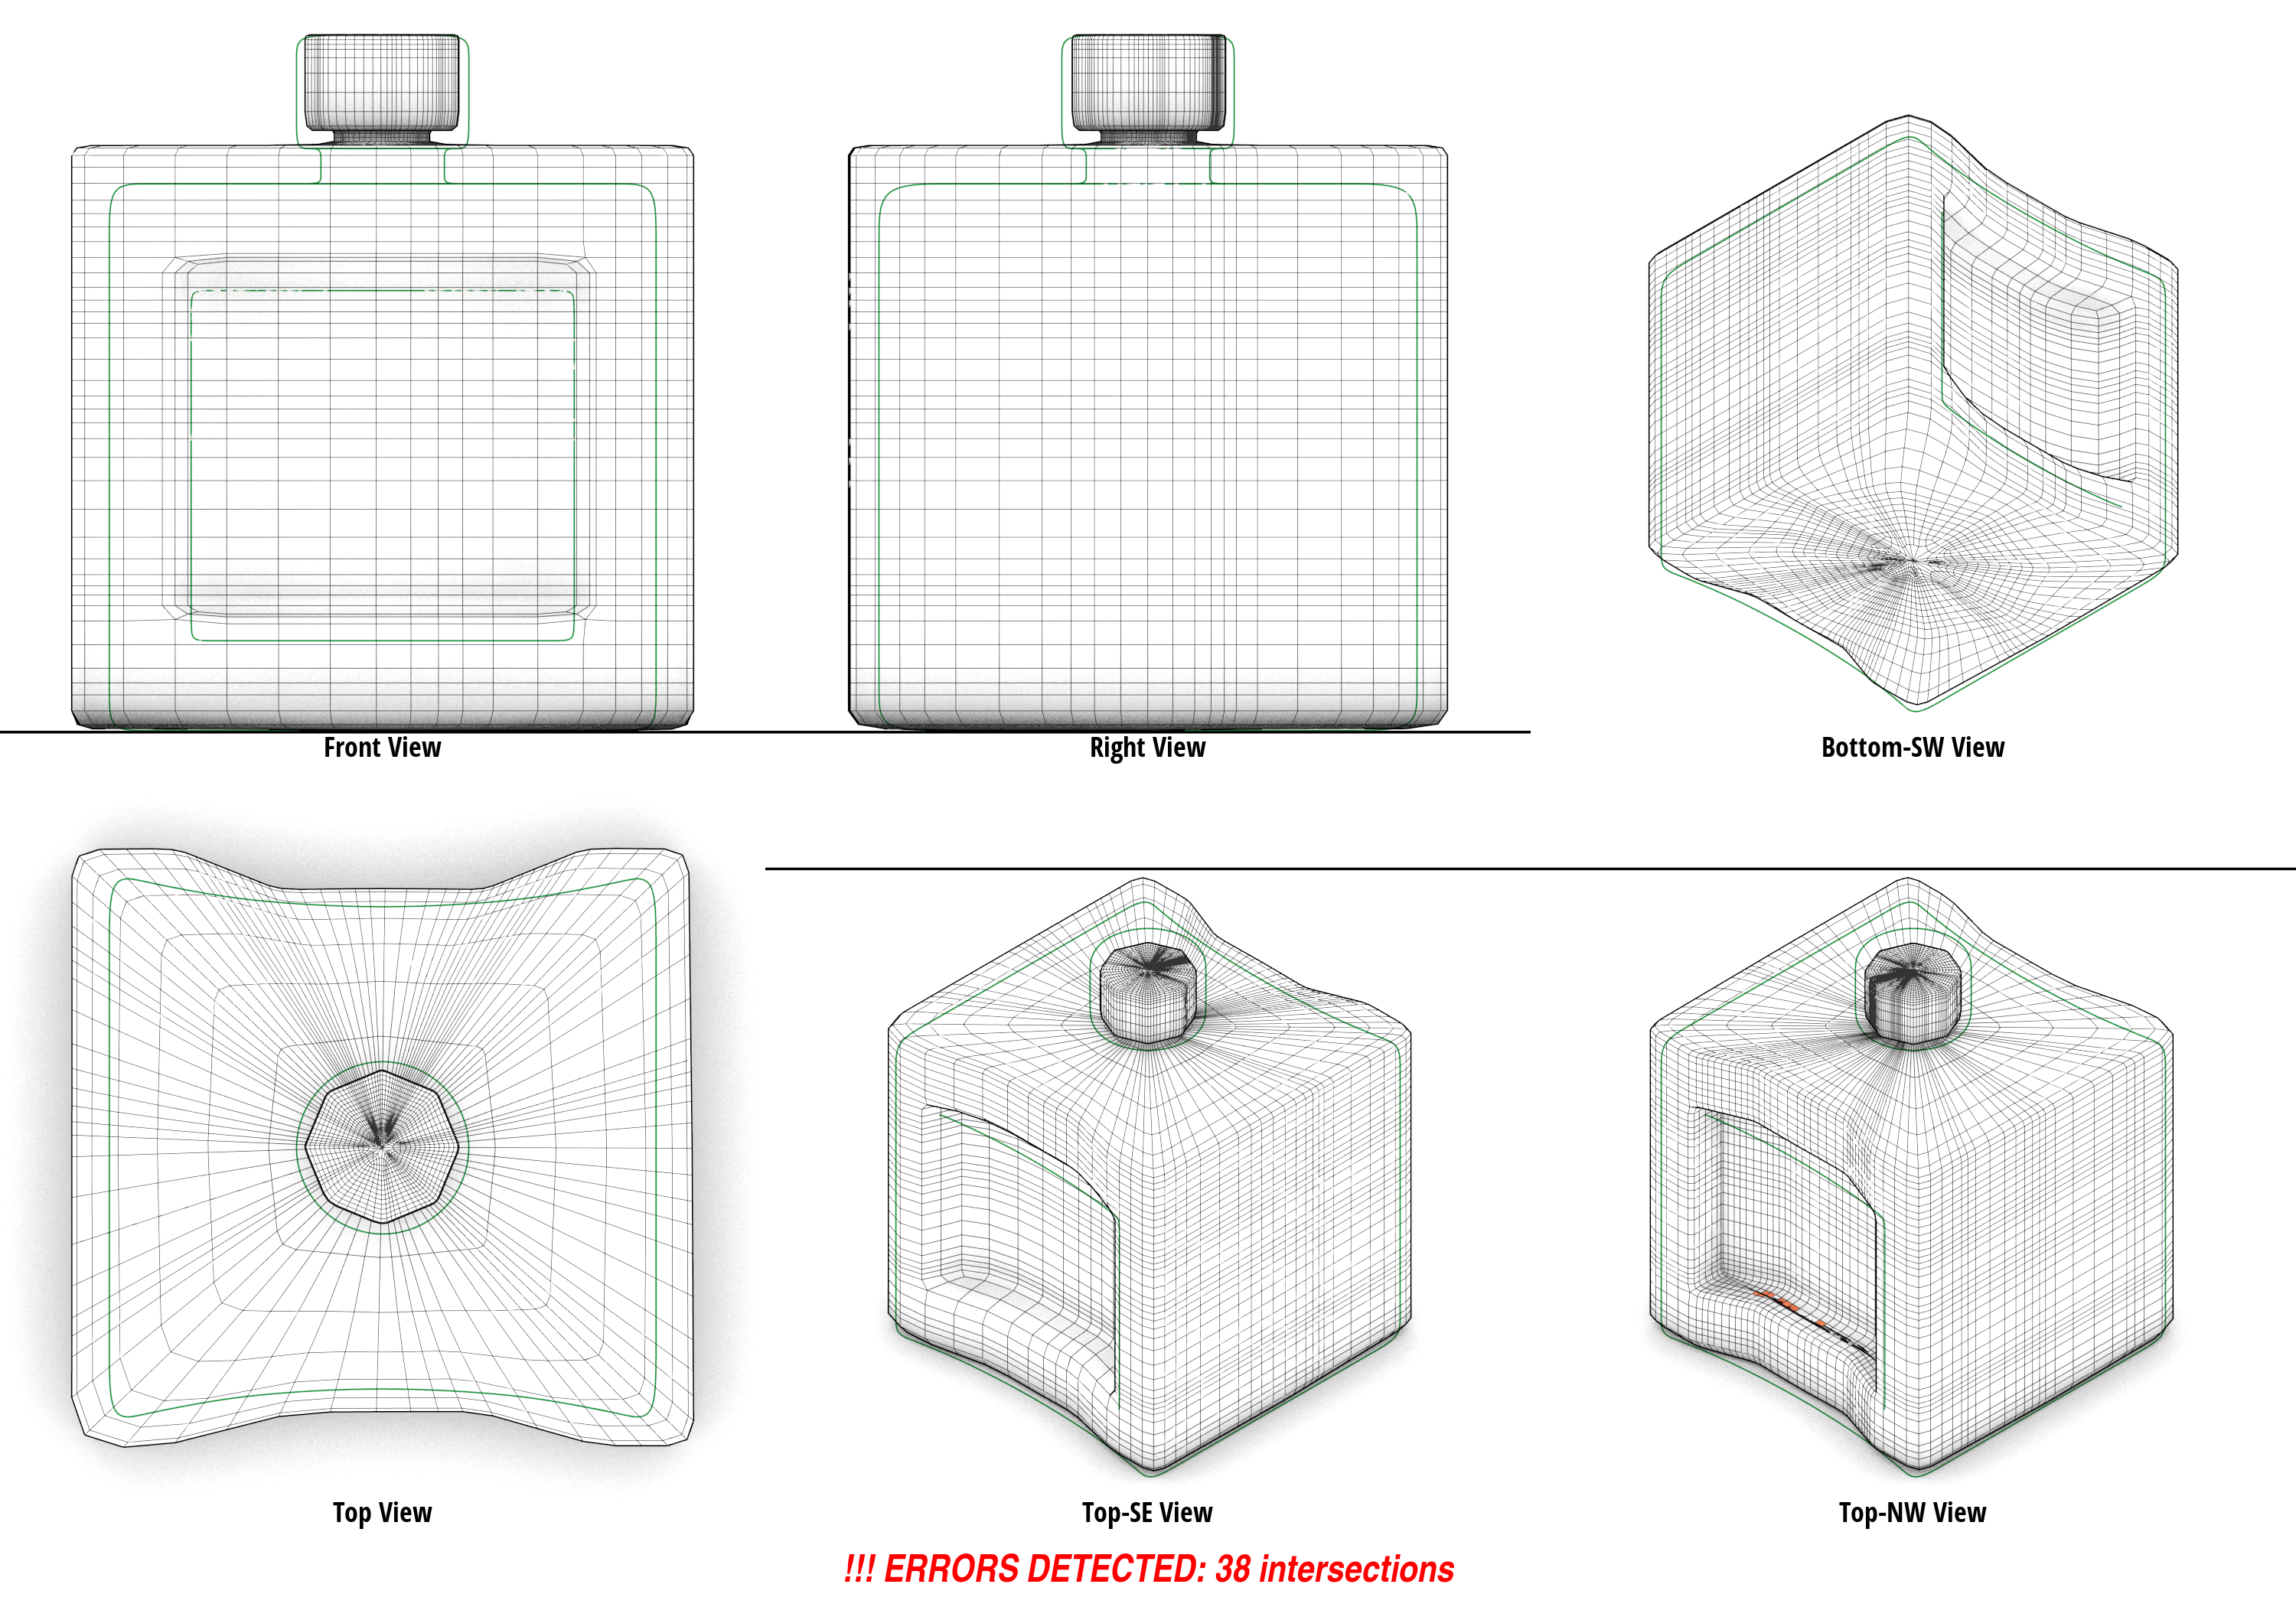 Front View
Right View
Bottom-SW View
Top View
Top-SE View
Top-NW View
!!! ERRORS DETECTED: 38 intersections